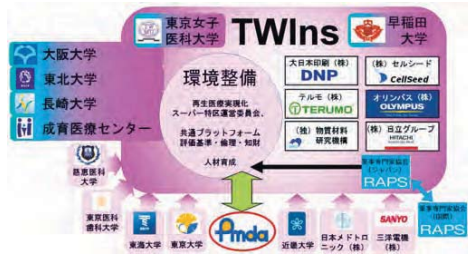 東京女子
医科大学
TWIns
早稲田
大学
大阪大学
東北大学
長崎大学
成育医療センター
環境整備
再生医療実現化
スーパー特区運営委員会、
共通プラットフォーム
評価基準・倫理・知財
人材育成
大日本印刷(株)
DNP
(株)セルシード
CellSeed
テルモ(株)
TERUMO
オリンパス(株)
OLYMPUS
(株)物質材料
研究機構
(株)日立グループ
HITACHI
慈恵医科
大学
東京医科
歯科大学
東海大学
東京大学
Pmda
近畿大学
日本メドトロ
ニック(株)
SANYO
三洋電機(株)
薬事専門家協会
(ジャパン)
RAPS
薬事専門家協会
(国際)
RAPS